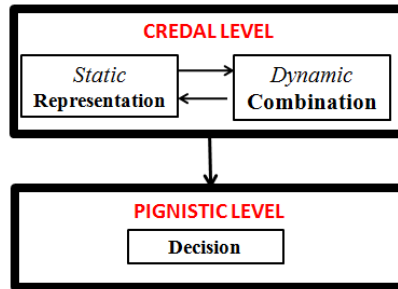 CREDAL LEVEL
Static
Representation
Dynamic
Combination
PIGNISTIC LEVEL
Decision